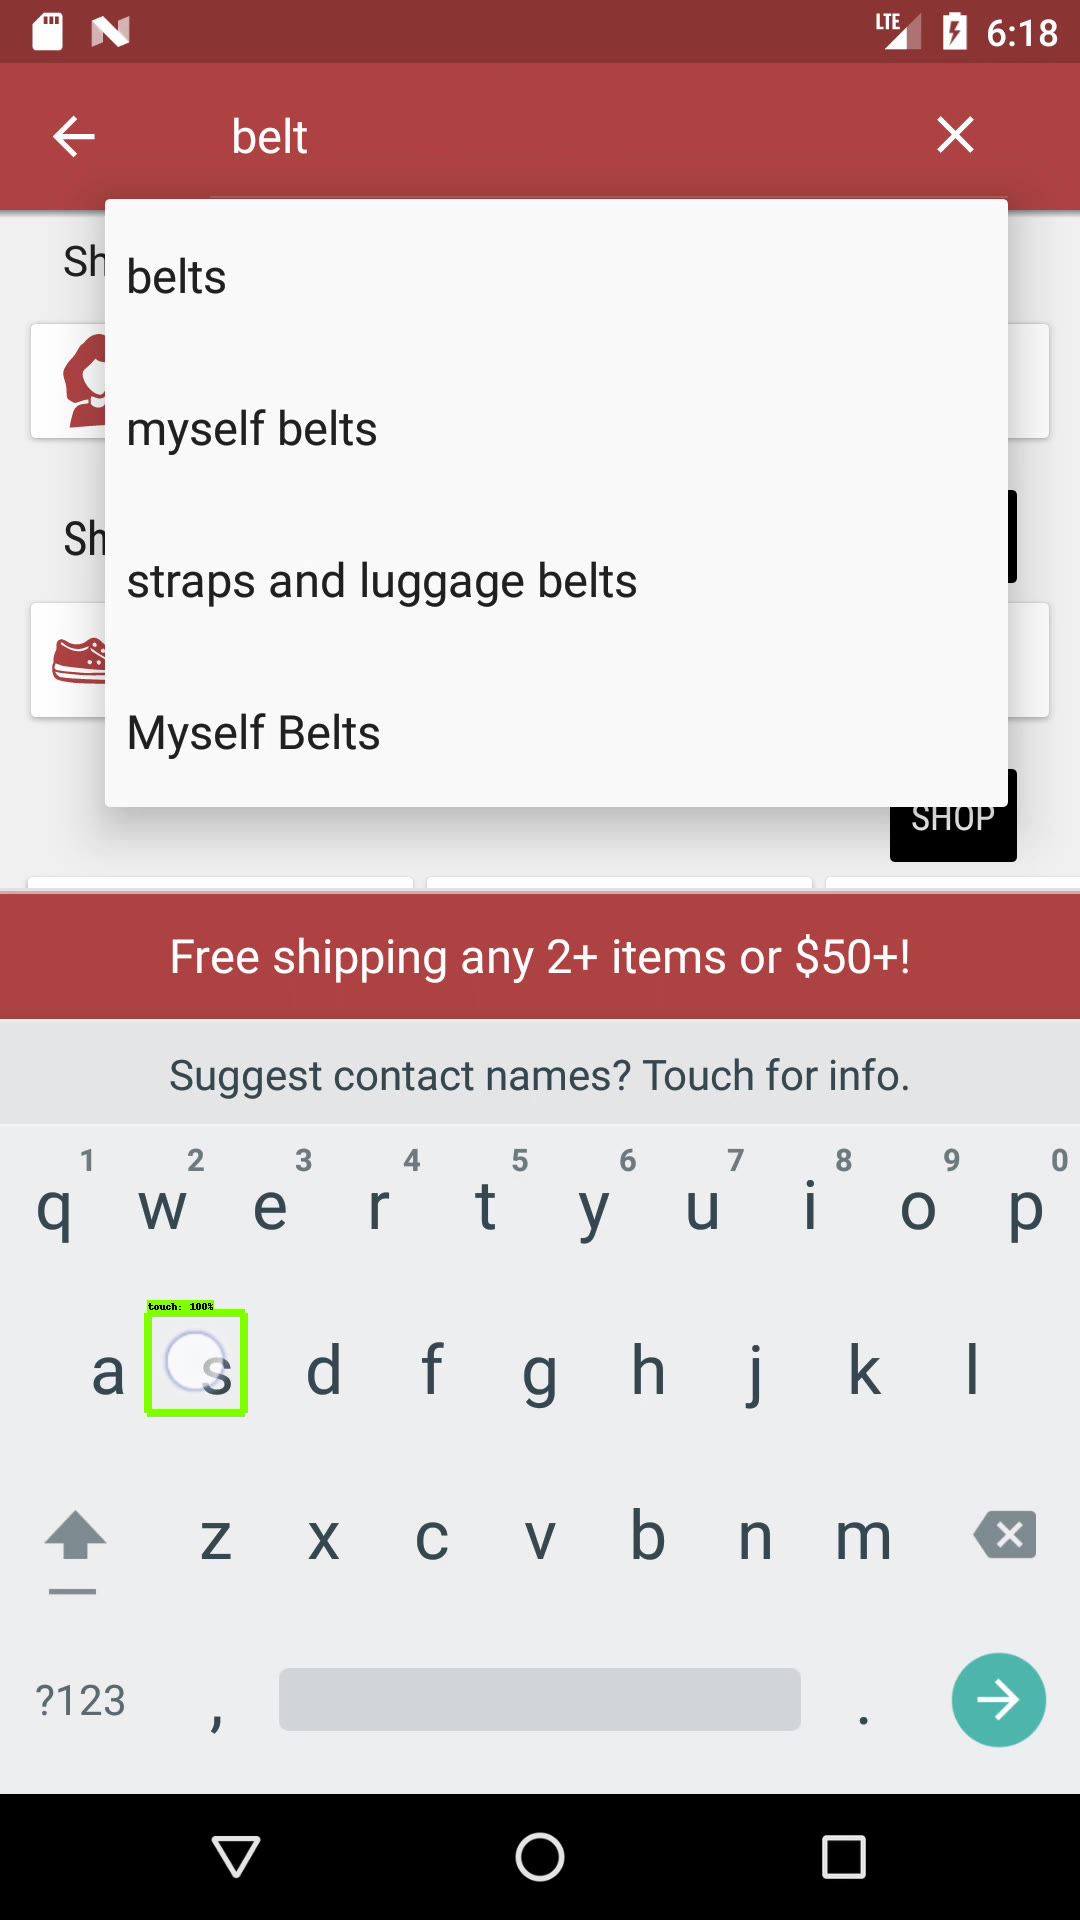 LTE 6:18
belt
Sh
belts
myself belts
Sh
straps and luggage belts
Myself Belts
SHOP
Free shipping any 2+ items or $50+!
Suggest contact names? Touch for info.
1 2 3 4 5 6 7 8 9 0
q w e r t y u i o p
touch: 100%
a s d f g h j k l
z x c v b n m
?123 , .